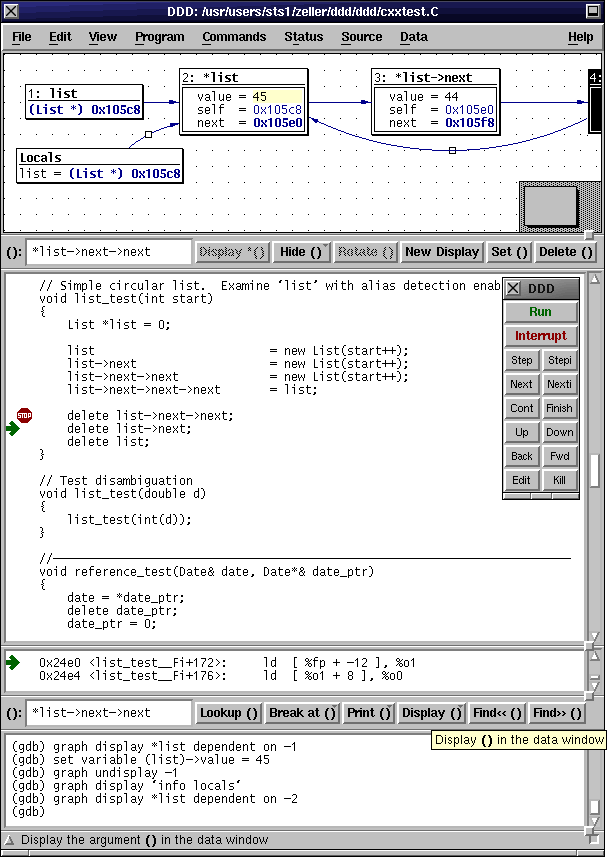 DDD: /usr/users/sts1/zeller/ddd/ddd/cxxtest.C
File Edit View Program Commands Status Source Data Help
1: list
(List *) 0x105c8
2: *list
value = 45
self = 0x105c8
next = 0x105e0
3: *list->next
value = 44
self = 0x105e0
next = 0x105f8
4:
Locals
list = (List *) 0x105c8
(): *list->next->next Display *() Hide () Rotate () New Display Set () Delete ()
// Simple circular list. Examine 'list' with alias detection enab
void list_test(int start)
{
List *list = 0;
list = new List(start++);
list->next = new List(start++);
list->next->next = new List(start++);
list->next->next->next = list;
STOP
delete list->next->next;
delete list->next;
delete list;
}
// Test disambiguation
void list_test(double d)
{
list_test(int(d));
}
//
void reference_test(Date& date, Date*& date_ptr)
{
date = *date_ptr;
delete date_ptr;
date_ptr = 0;
DDD
Run
Interrupt
Step Stepi
Next Nexti
Cont Finish
Up Down
Back Fwd
Edit Kill
0x24e0 <list_test__Fi+172>: ld [ %fp + -12 ], %o1
0x24e4 <list_test__Fi+176>: ld [ %o1 + 8 ], %o0
(): *list->next->next Lookup () Break at () Print () Display () Find<< () Find>> ()
Display () in the data window
(gdb) graph display *list dependent on -1
(gdb) set variable (list)->value = 45
(gdb) graph undisplay -1
(gdb) graph display 'info locals'
(gdb) graph display *list dependent on -2
(gdb)
Display the argument () in the data window